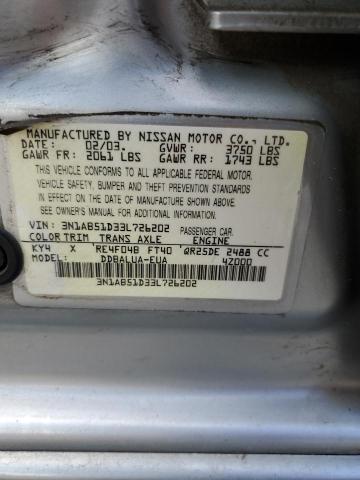 MANUFACTURED BY NISSAN MOTOR CO., LTD.
DATE: 02/03. GVWR: 3750 LBS
GAWR FR: 2061 LBS GAWR RR: 1743 LBS
THIS VEHICLE CONFORMS TO ALL APPLICABLE FEDERAL MOTOR
VEHICLE SAFETY, BUMPER AND THEFT PREVENTION STANDARDS
IN EFFECT ON THE DATE OF MANUFACTURE SHOWN ABOVE.
SEE OWNER'S MANUAL FOR ADDITIONAL INFORMATION
VIN: 3N1AB51D33L726202 PASSENGER CAR.
COLOR TRIM TRANS AXLE ENGINE
KY4 X RE4F04B FT40 QR25DE 2488 CC
MODEL: DDBALUA-EUA 4Z000
3N1AB51D33L726202